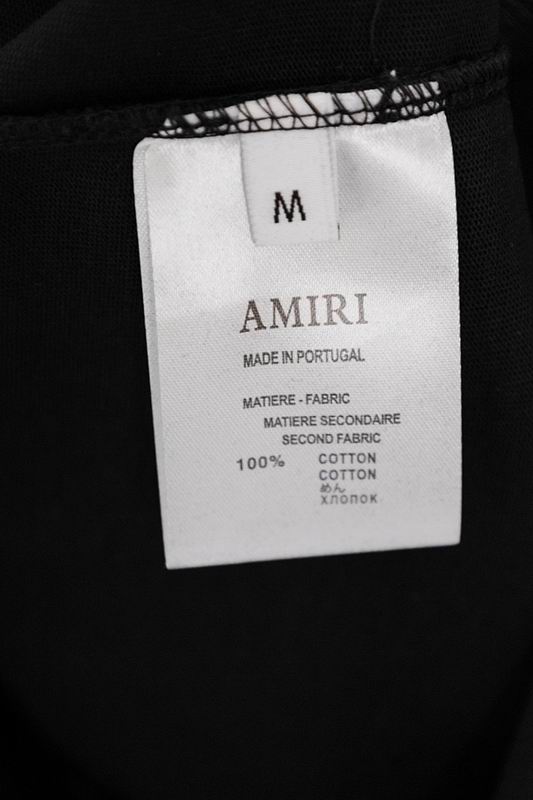 M
AMIRI
MADE IN PORTUGAL
MATIERE - FABRIC
MATIERE SECONDAIRE
SECOND FABRIC
100% COTTON
COTTON
めん
ХЛОПОК